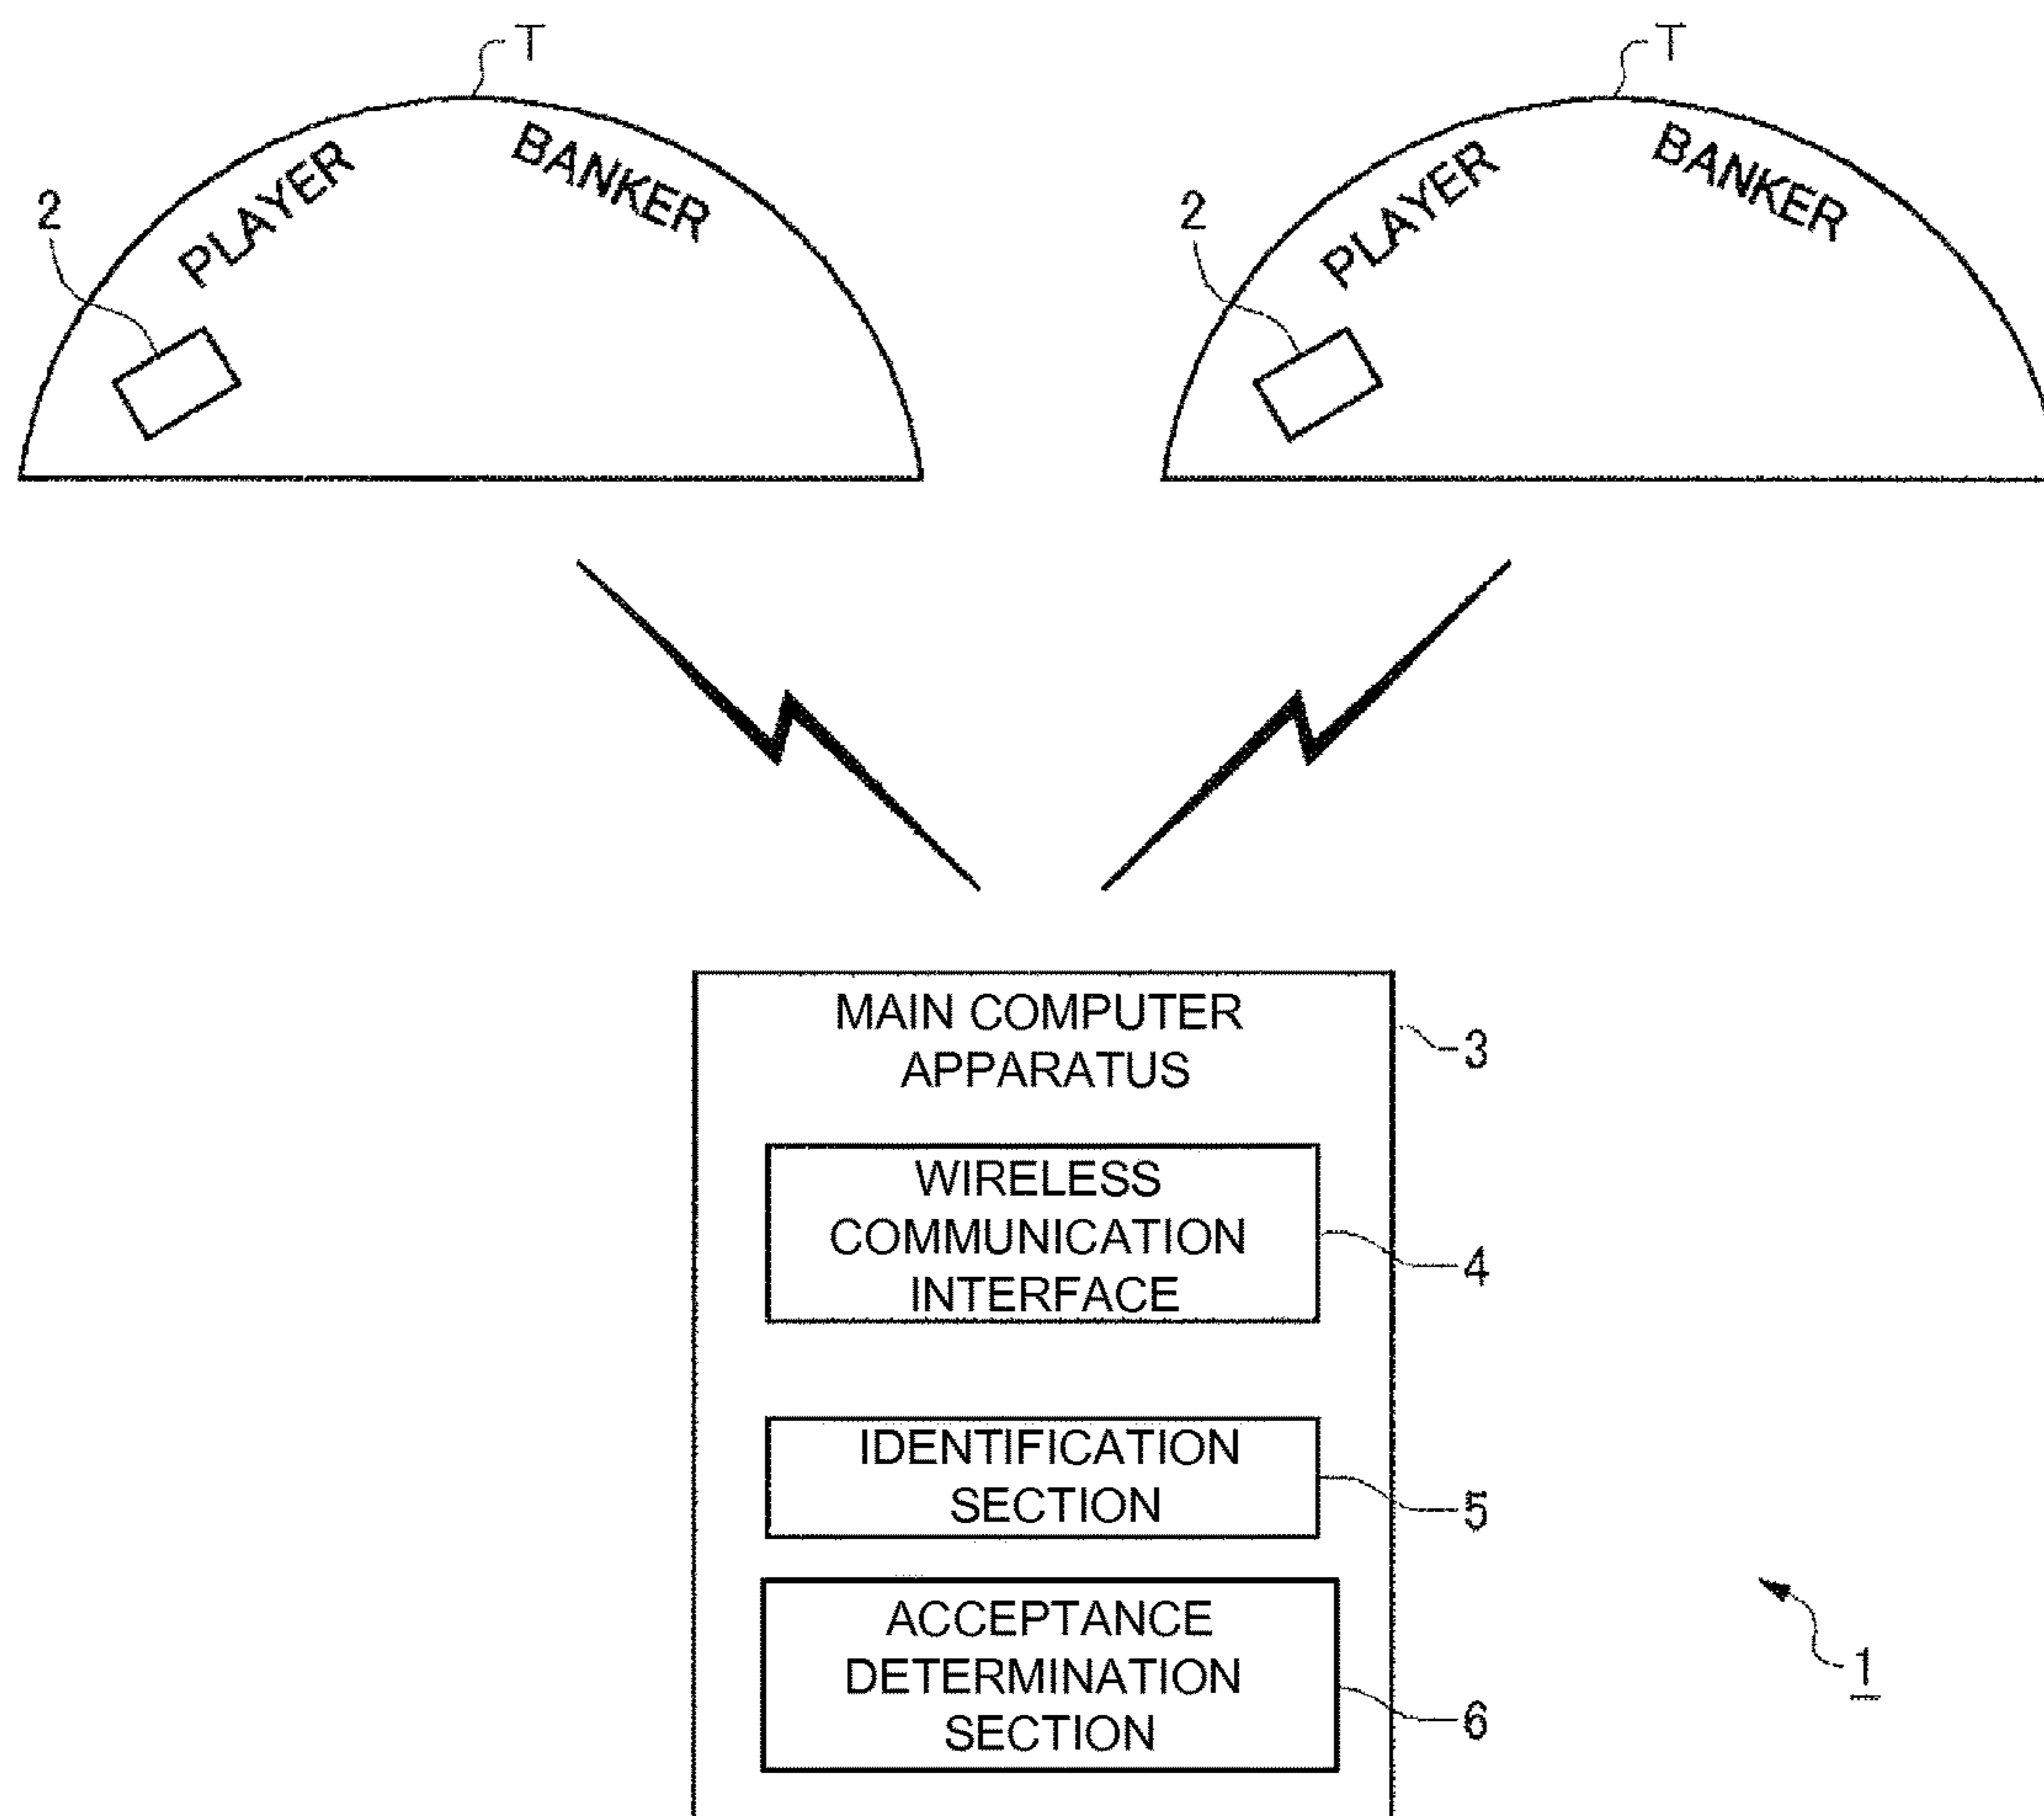 T
T
PLAYER
BANKER
PLAYER
BANKER
2
2
MAIN COMPUTER
APPARATUS
3
WIRELESS
COMMUNICATION
INTERFACE
4
IDENTIFICATION
SECTION
5
ACCEPTANCE
DETERMINATION
SECTION
6
1